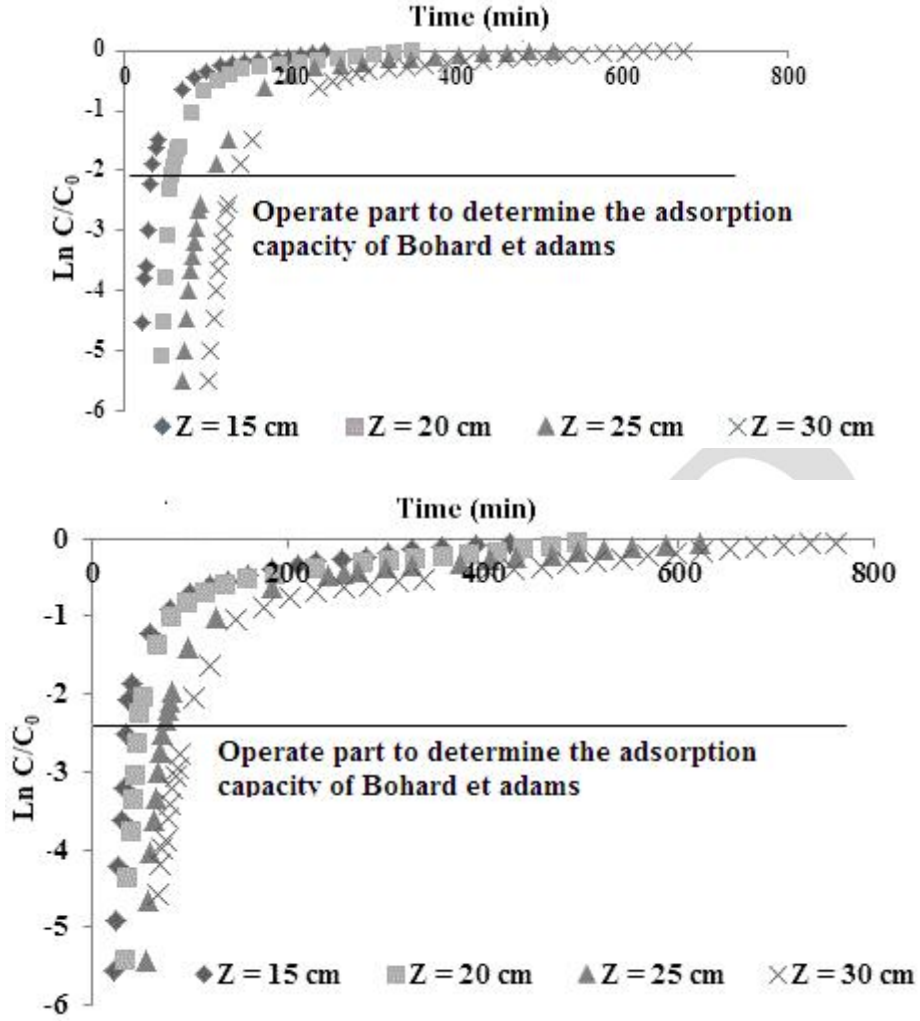 Time (min)
0
0 200 400 600 800
-1
-2
Operate part to determine the adsorption
-3
capacity of Bohard et adams
-4
-5
-6
Ln C/C₀
Z = 15 cm Z = 20 cm Z = 25 cm Z = 30 cm
Time (min)
0
0 200 400 600 800
-1
-2
Operate part to determine the adsorption
-3
capacity of Bohard et adams
-4
-5
-6
Ln C/C₀
Z = 15 cm Z = 20 cm Z = 25 cm Z = 30 cm